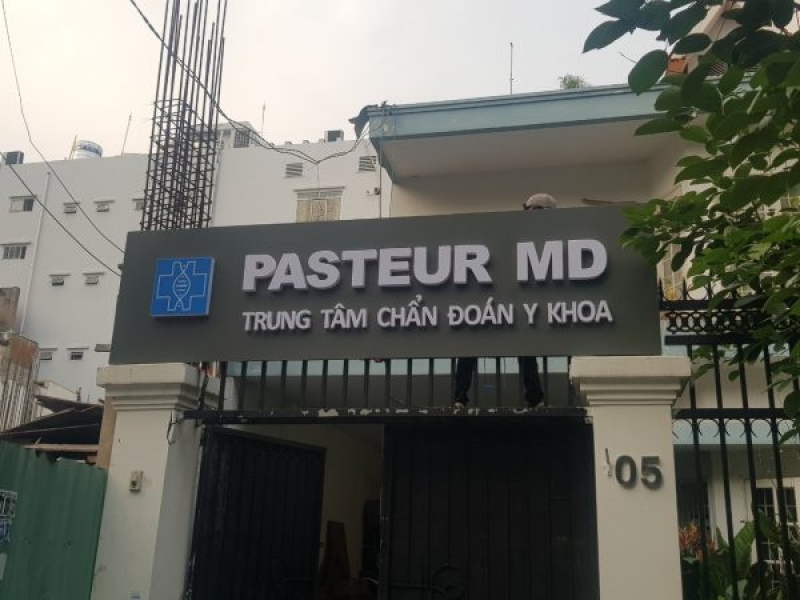 PASTEUR MD
TRUNG TÂM CHẨN ĐOÁN Y KHOA
05